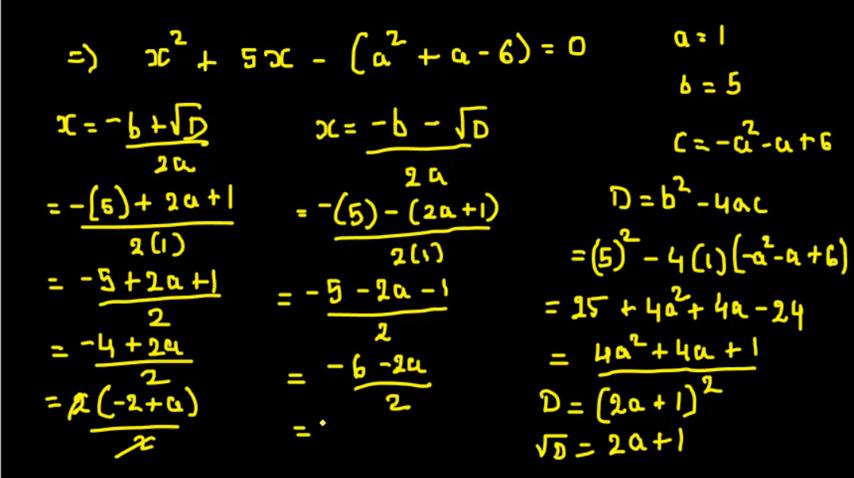 =) x² + 5x - (a² + a - 6) = 0
a = 1
b = 5
c = -a² - a + 6
x = (-b + √D)/2a
= (-(5) + 2a + 1)/2(1)
= (-5 + 2a + 1)/2
= (-4 + 2a)/2
= 2(-2 + a)/2
x = (-b - √D)/2a
= (-(5) - (2a + 1))/2(1)
= (-5 - 2a - 1)/2
= (-6 - 2a)/2
=
D = b² - 4ac
= (5)² - 4(1)(-a² - a + 6)
= 25 + 4a² + 4a - 24
= 4a² + 4a + 1
D = (2a + 1)²
√D = 2a + 1